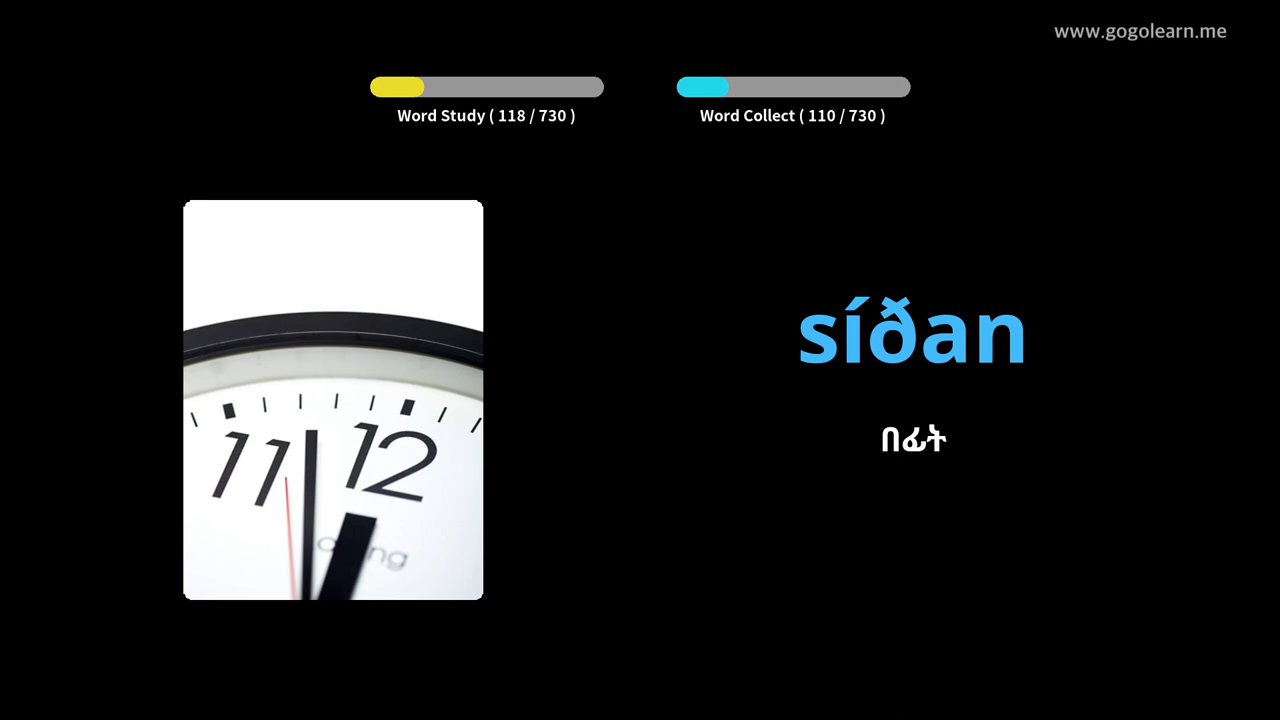 www.gogolearn.me
Word Study ( 118 / 730 )
Word Collect ( 110 / 730 )
síðan
በፊት
11
12